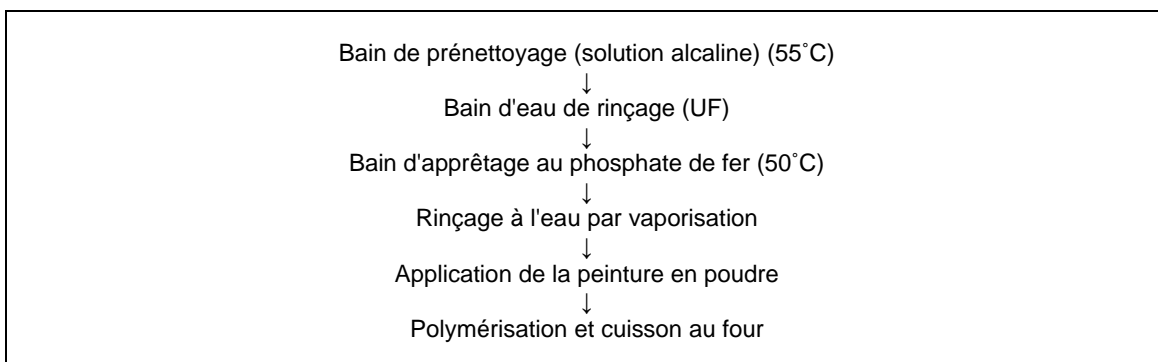 Bain de prénettoyage (solution alcaline) (55˚C)
↓
Bain d'eau de rinçage (UF)
↓
Bain d'apprêtage au phosphate de fer (50˚C)
↓
Rinçage à l'eau par vaporisation
↓
Application de la peinture en poudre
↓
Polymérisation et cuisson au four